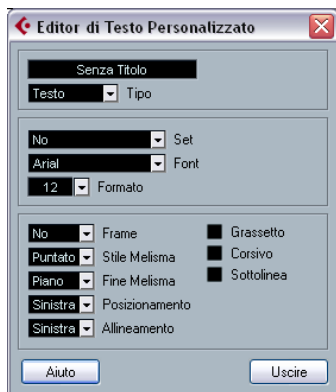 Editor di Testo Personalizzato
Senza Titolo
Testo Tipo
No Set
Arial Font
12 Formato
No Frame Grassetto
Puntato Stile Melisma Corsivo
Piano Fine Melisma Sottolinea
Sinistra Posizionamento
Sinistra Allineamento
Aiuto Uscire